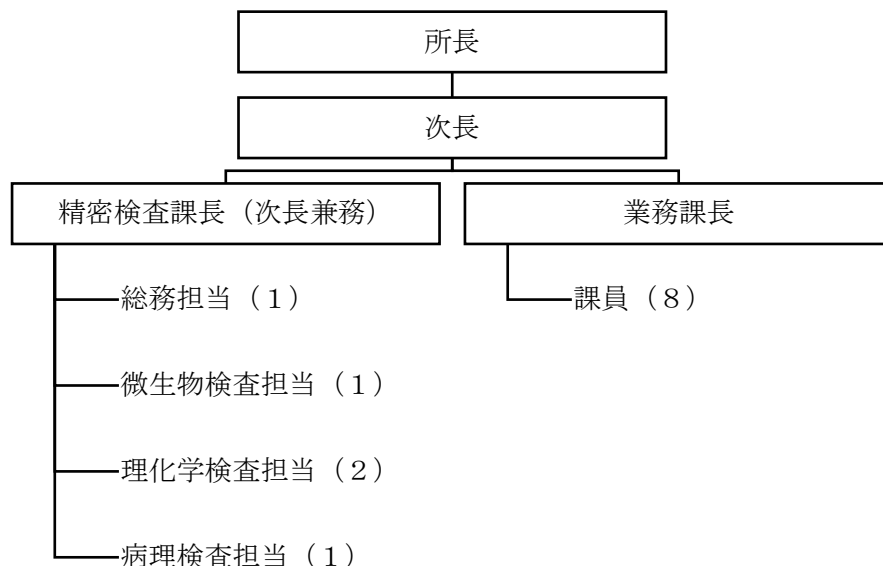 所長
次長
精密検査課長（次長兼務）
業務課長
総務担当（１）
課員（８）
微生物検査担当（１）
理化学検査担当（２）
病理検査担当（１）